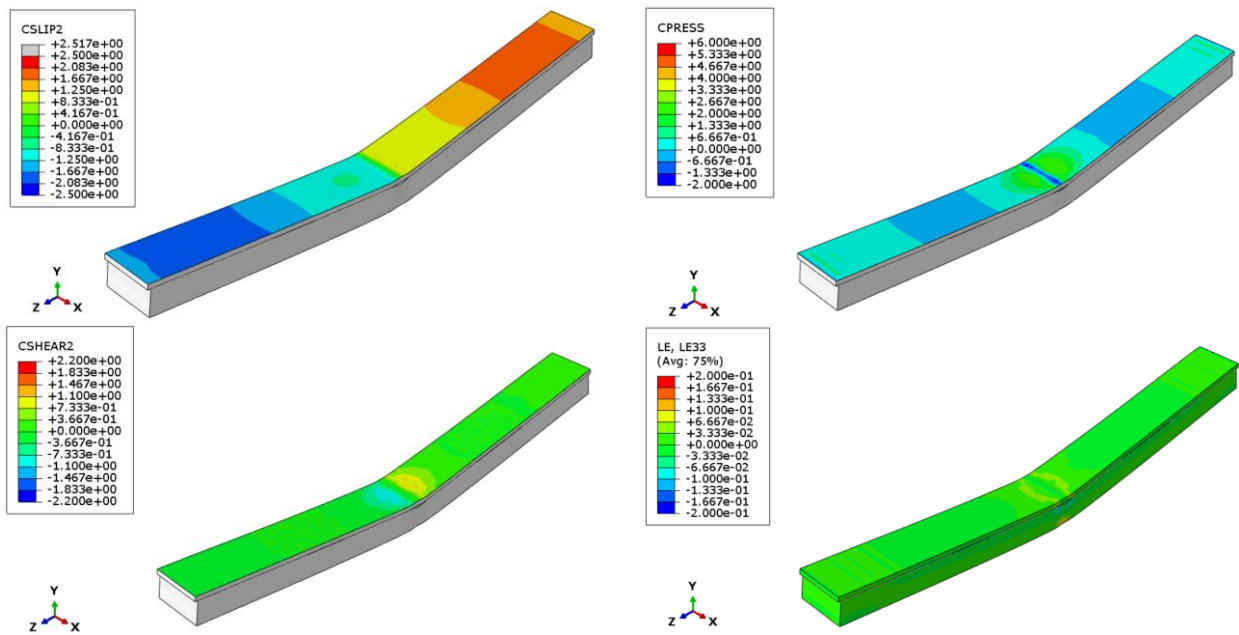 CSLIP2
+2.517e+00
+2.500e+00
+2.083e+00
+1.667e+00
+1.250e+00
+8.333e-01
+4.167e-01
+0.000e+00
-4.167e-01
-8.333e-01
-1.250e+00
-1.667e+00
-2.083e+00
-2.500e+00
Y
Z
X
CPRESS
+6.000e+00
+5.333e+00
+4.667e+00
+4.000e+00
+3.333e+00
+2.667e+00
+2.000e+00
+1.333e+00
+6.667e-01
+0.000e+00
-6.667e-01
-1.333e+00
-2.000e+00
Y
Z
X
CSHEAR2
+2.200e+00
+1.833e+00
+1.467e+00
+1.100e+00
+7.333e-01
+3.667e-01
+0.000e+00
-3.667e-01
-7.333e-01
-1.100e+00
-1.467e+00
-1.833e+00
-2.200e+00
Y
Z
X
LE, LE33
(Avg: 75%)
+2.000e-01
+1.667e-01
+1.333e-01
+1.000e-01
+6.667e-02
+3.333e-02
+0.000e+00
-3.333e-02
-6.667e-02
-1.000e-01
-1.333e-01
-1.667e-01
-2.000e-01
Y
Z
X